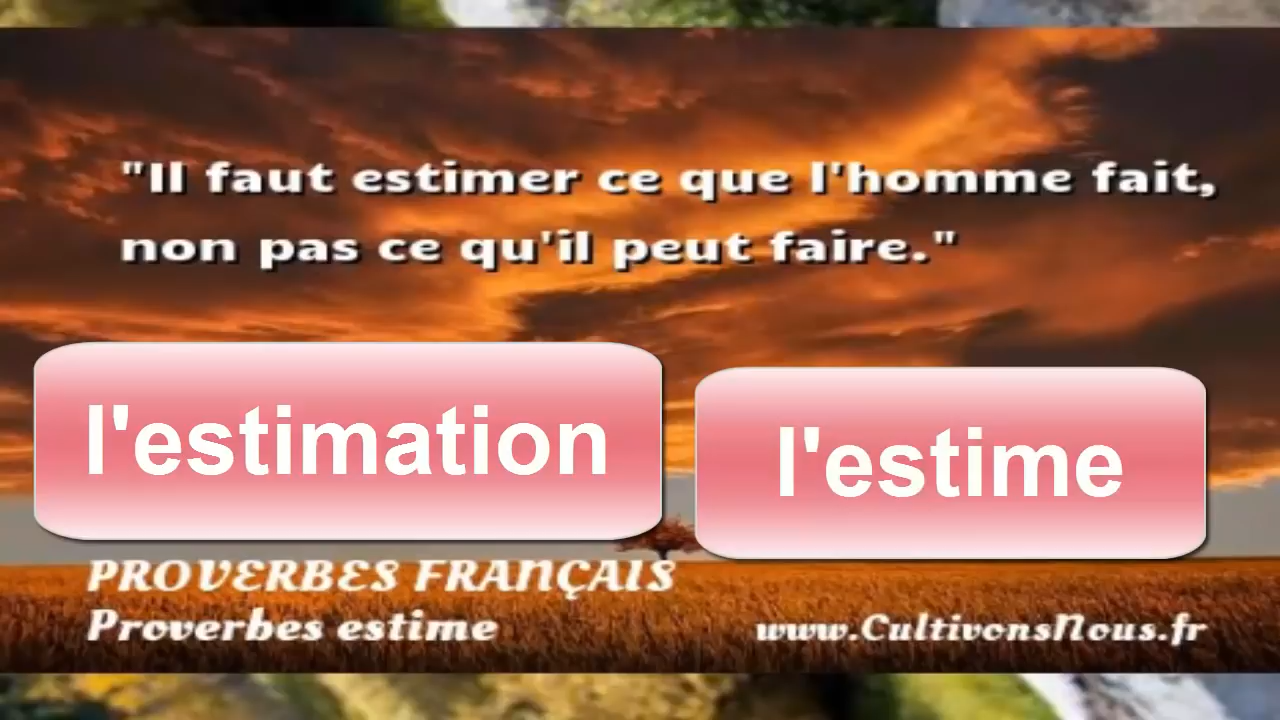 "Il faut estimer ce que l'homme fait,
non pas ce qu'il peut faire."
l'estimation
l'estime
PROVERBES FRANÇAIS
Proverbes estime
www.CultivonsNous.fr